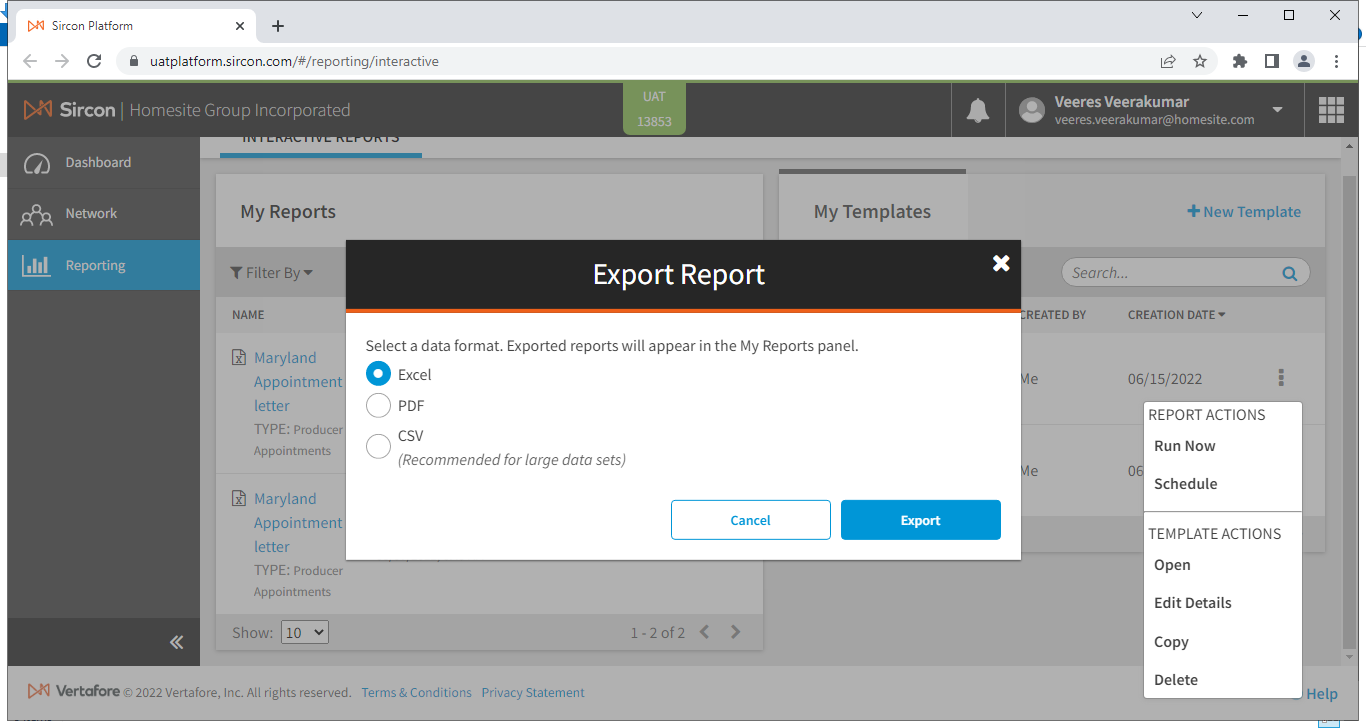 Sircon Platform
uatplatform.sircon.com/#/reporting/interactive
Sircon | Homesite Group Incorporated
UAT
13853
Veeres Veerakumar
veeres.veerakumar@homesite.com
Dashboard
Network
Reporting
INTERACTIVE REPORTS
My Reports
My Templates
New Template
Filter By
Search...
NAME
CREATED BY
CREATION DATE
Maryland
Appointment
letter
TYPE: Producer
Appointments
Me
06/15/2022
Maryland
Appointment
letter
TYPE: Producer
Appointments
Me
06
Show: 10
1 - 2 of 2
Export Report
Select a data format. Exported reports will appear in the My Reports panel.
Excel
PDF
CSV
(Recommended for large data sets)
Cancel
Export
REPORT ACTIONS
Run Now
Schedule
TEMPLATE ACTIONS
Open
Edit Details
Copy
Delete
Vertafore © 2022 Vertafore, Inc. All rights reserved. Terms & Conditions Privacy Statement
Help